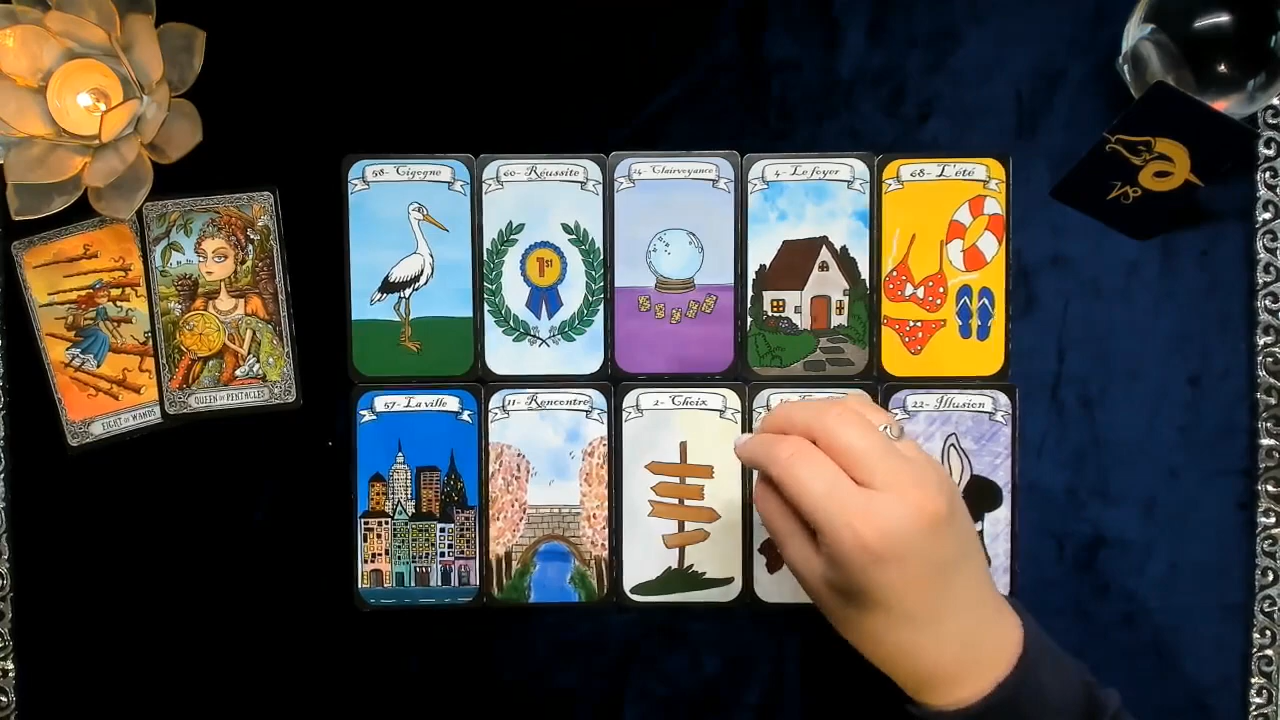 58- Cigogne
60- Réussite
24- Clairvoyance
4- Le foyer
68- L'été
EIGHT OF WANDS
QUEEN OF PENTACLES
57- La ville
11- Rencontre
2- Choix
22- Illusion
1ST